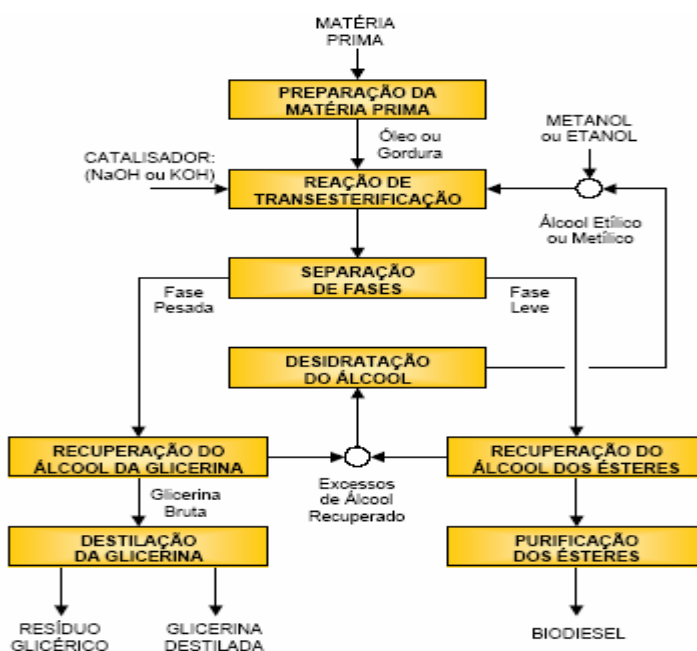 MATÉRIA
PRIMA
PREPARAÇÃO DA
MATÉRIA PRIMA
METANOL
ou ETANOL
Óleo ou
Gordura
CATALISADOR:
(NaOH ou KOH)
REAÇÃO DE
TRANSESTERIFICAÇÃO
Álcool Etílico
ou Metílico
SEPARAÇÃO
DE FASES
Fase
Pesada
Fase
Leve
DESIDRATAÇÃO
DO ÁLCOOL
RECUPERAÇÃO DO
ÁLCOOL DA GLICERINA
RECUPERAÇÃO DO
ÁLCOOL DOS ÉSTERES
Excessos
de Álcool
Recuperado
Glicerina
Bruta
DESTILAÇÃO
DA GLICERINA
PURIFICAÇÃO
DOS ÉSTERES
RESÍDUO
GLICÉRICO
GLICERINA
DESTILADA
BIODIESEL